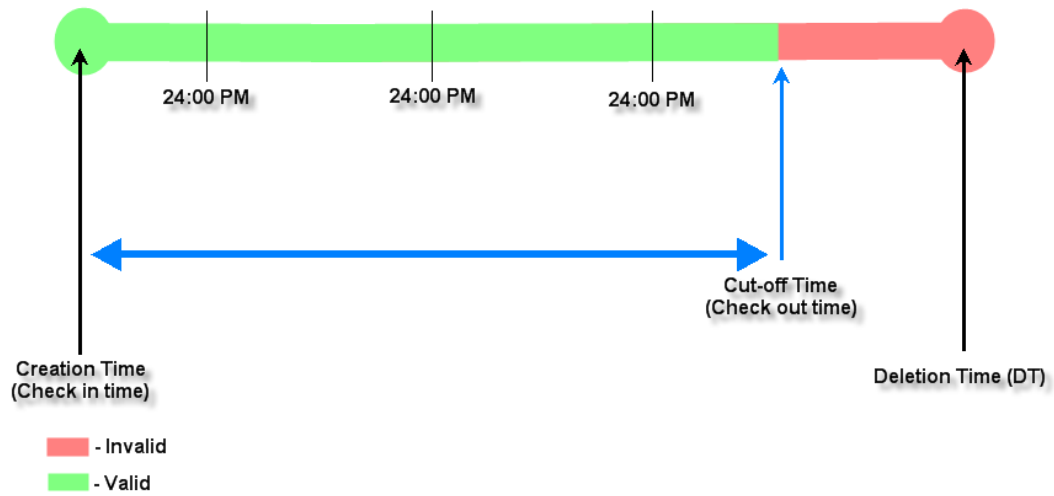 24:00 PM
24:00 PM
24:00 PM
Cut-off Time
(Check out time)
Creation Time
(Check in time)
Deletion Time (DT)
- Invalid
- Valid